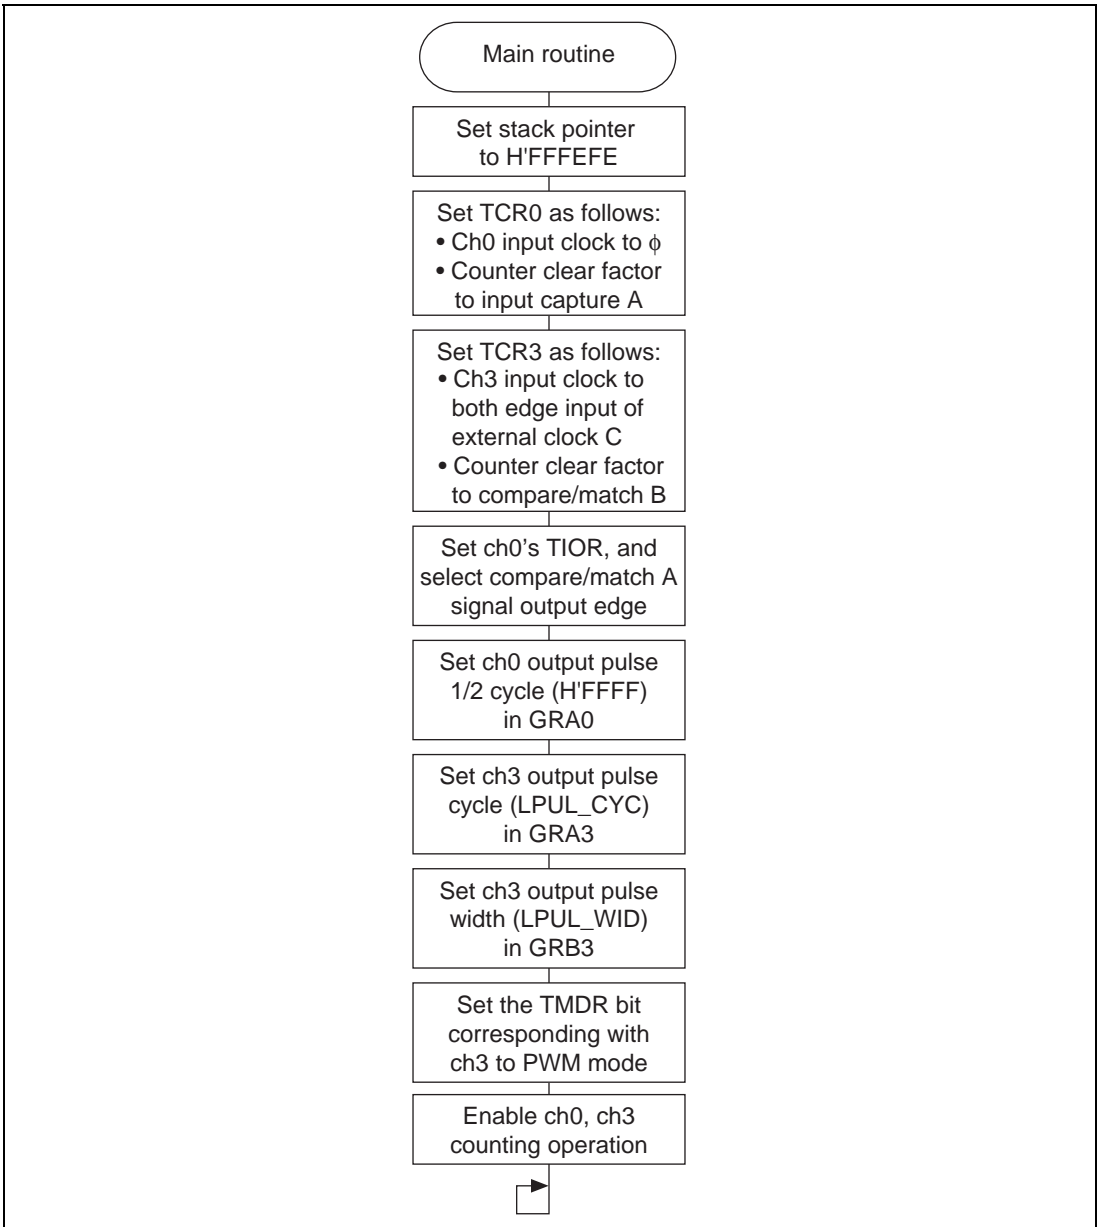 Main routine
Set stack pointer
to H'FFFEFE
Set TCR0 as follows:
• Ch0 input clock to ϕ
• Counter clear factor
to input capture A
Set TCR3 as follows:
• Ch3 input clock to
both edge input of
external clock C
• Counter clear factor
to compare/match B
Set ch0’s TIOR, and
select compare/match A
signal output edge
Set ch0 output pulse
1/2 cycle (H'FFFF)
in GRA0
Set ch3 output pulse
cycle (LPUL_CYC)
in GRA3
Set ch3 output pulse
width (LPUL_WID)
in GRB3
Set the TMDR bit
corresponding with
ch3 to PWM mode
Enable ch0, ch3
counting operation